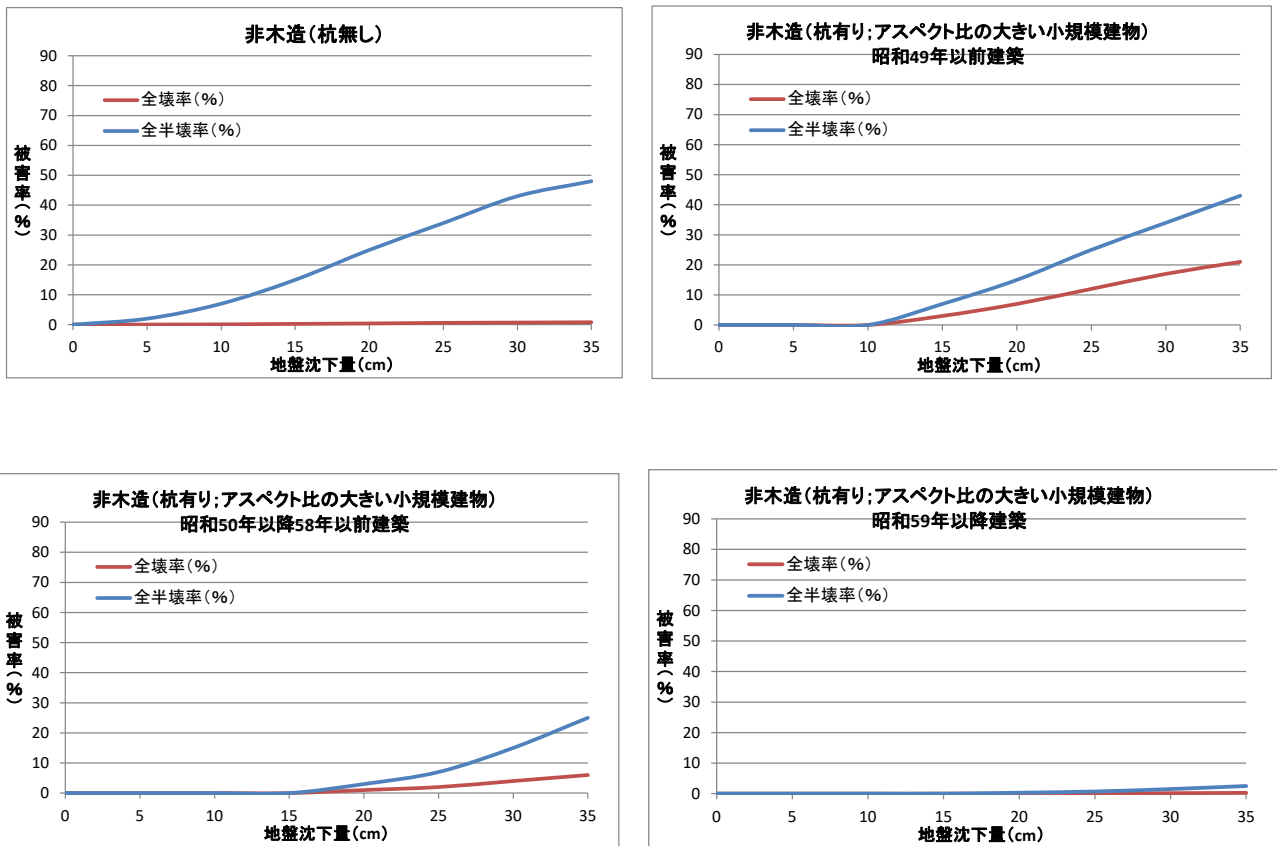 非木造(杭無し)
90
80
70
60
50
40
30
20
10
0
全壊率(%)
全半壊率(%)
被害率(%)
0 5 10 15 20 25 30 35
地盤沈下量(cm)
非木造(杭有り;アスペクト比の大きい小規模建物)
昭和49年以前建築
90
80
70
60
50
40
30
20
10
0
全壊率(%)
全半壊率(%)
被害率(%)
0 5 10 15 20 25 30 35
地盤沈下量(cm)
非木造(杭有り;アスペクト比の大きい小規模建物)
昭和50年以降58年以前建築
90
80
70
60
50
40
30
20
10
0
全壊率(%)
全半壊率(%)
被害率(%)
0 5 10 15 20 25 30 35
地盤沈下量(cm)
非木造(杭有り;アスペクト比の大きい小規模建物)
昭和59年以降建築
90
80
70
60
50
40
30
20
10
0
全壊率(%)
全半壊率(%)
被害率(%)
0 5 10 15 20 25 30 35
地盤沈下量(cm)